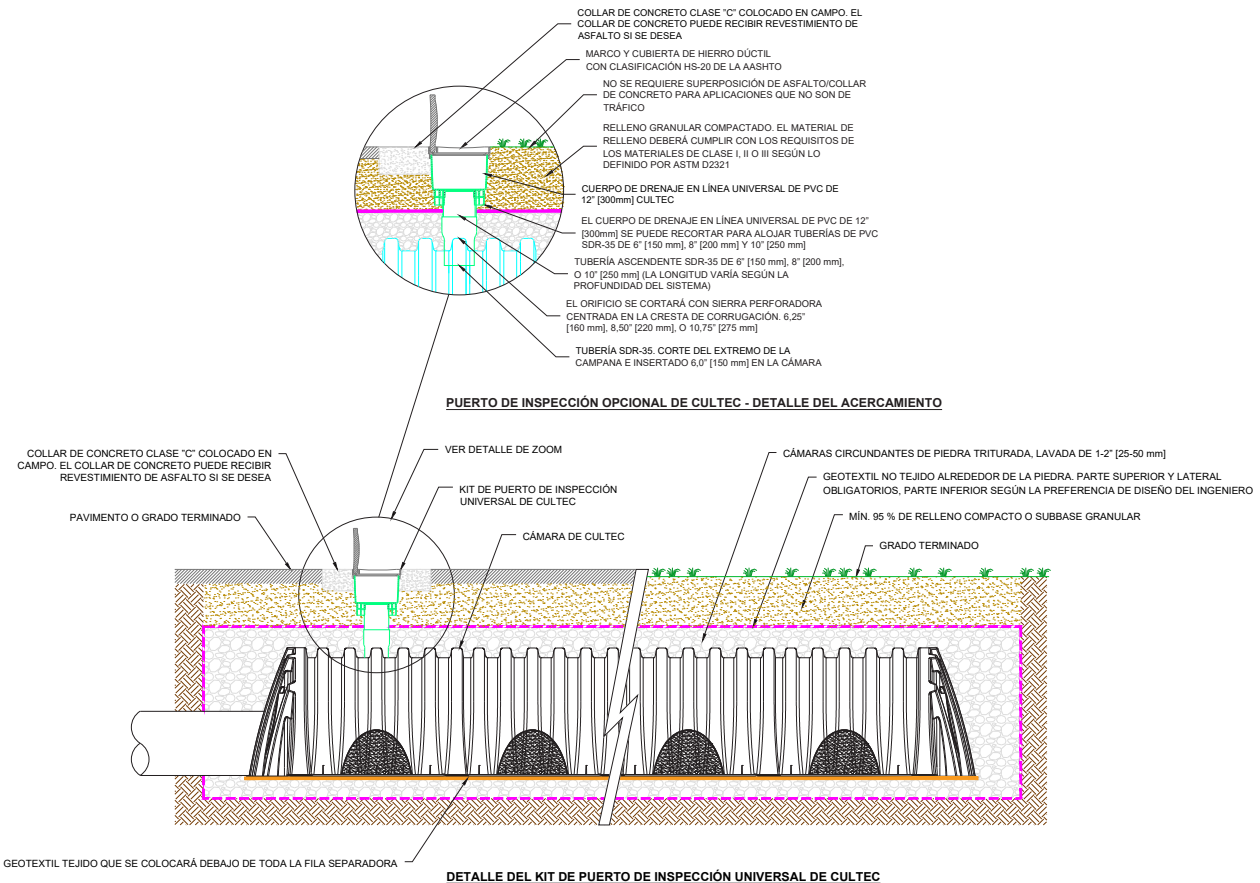 COLLAR DE CONCRETO CLASE "C" COLOCADO EN CAMPO. EL
COLLAR DE CONCRETO PUEDE RECIBIR REVESTIMIENTO DE
ASFALTO SI SE DESEA
MARCO Y CUBIERTA DE HIERRO DÚCTIL
CON CLASIFICACIÓN HS-20 DE LA AASHTO
NO SE REQUIERE SUPERPOSICIÓN DE ASFALTO/COLLAR
DE CONCRETO PARA APLICACIONES QUE NO SON DE
TRÁFICO
RELLENO GRANULAR COMPACTADO. EL MATERIAL DE
RELLENO DEBERÁ CUMPLIR CON LOS REQUISITOS DE
LOS MATERIALES DE CLASE I, II O III SEGÚN LO
DEFINIDO POR ASTM D2321
CUERPO DE DRENAJE EN LÍNEA UNIVERSAL DE PVC DE
12" [300mm] CULTEC
EL CUERPO DE DRENAJE EN LÍNEA UNIVERSAL DE PVC DE 12"
[300mm] SE PUEDE RECORTAR PARA ALOJAR TUBERÍAS DE PVC
SDR-35 DE 6" [150 mm], 8" [200 mm] Y 10" [250 mm]
TUBERÍA ASCENDENTE SDR-35 DE 6" [150 mm], 8" [200 mm],
O 10" [250 mm] (LA LONGITUD VARÍA SEGÚN LA
PROFUNDIDAD DEL SISTEMA)
EL ORIFICIO SE CORTARÁ CON SIERRA PERFORADORA
CENTRADA EN LA CRESTA DE CORRUGACIÓN. 6,25"
[160 mm], 8,50" [220 mm], O 10,75" [275 mm]
TUBERÍA SDR-35. CORTE DEL EXTREMO DE LA
CAMPANA E INSERTADO 6,0" [150 mm] EN LA CÁMARA
PUERTO DE INSPECCIÓN OPCIONAL DE CULTEC - DETALLE DEL ACERCAMIENTO
COLLAR DE CONCRETO CLASE "C" COLOCADO EN
CAMPO. EL COLLAR DE CONCRETO PUEDE RECIBIR
REVESTIMIENTO DE ASFALTO SI SE DESEA
PAVIMENTO O GRADO TERMINADO
VER DETALLE DE ZOOM
KIT DE PUERTO DE INSPECCIÓN
UNIVERSAL DE CULTEC
CÁMARA DE CULTEC
CÁMARAS CIRCUNDANTES DE PIEDRA TRITURADA, LAVADA DE 1-2" [25-50 mm]
GEOTEXTIL NO TEJIDO ALREDEDOR DE LA PIEDRA. PARTE SUPERIOR Y LATERAL
OBLIGATORIOS, PARTE INFERIOR SEGÚN LA PREFERENCIA DE DISEÑO DEL INGENIERO
MÍN. 95 % DE RELLENO COMPACTO O SUBBASE GRANULAR
GRADO TERMINADO
GEOTEXTIL TEJIDO QUE SE COLOCARÁ DEBAJO DE TODA LA FILA SEPARADORA
DETALLE DEL KIT DE PUERTO DE INSPECCIÓN UNIVERSAL DE CULTEC